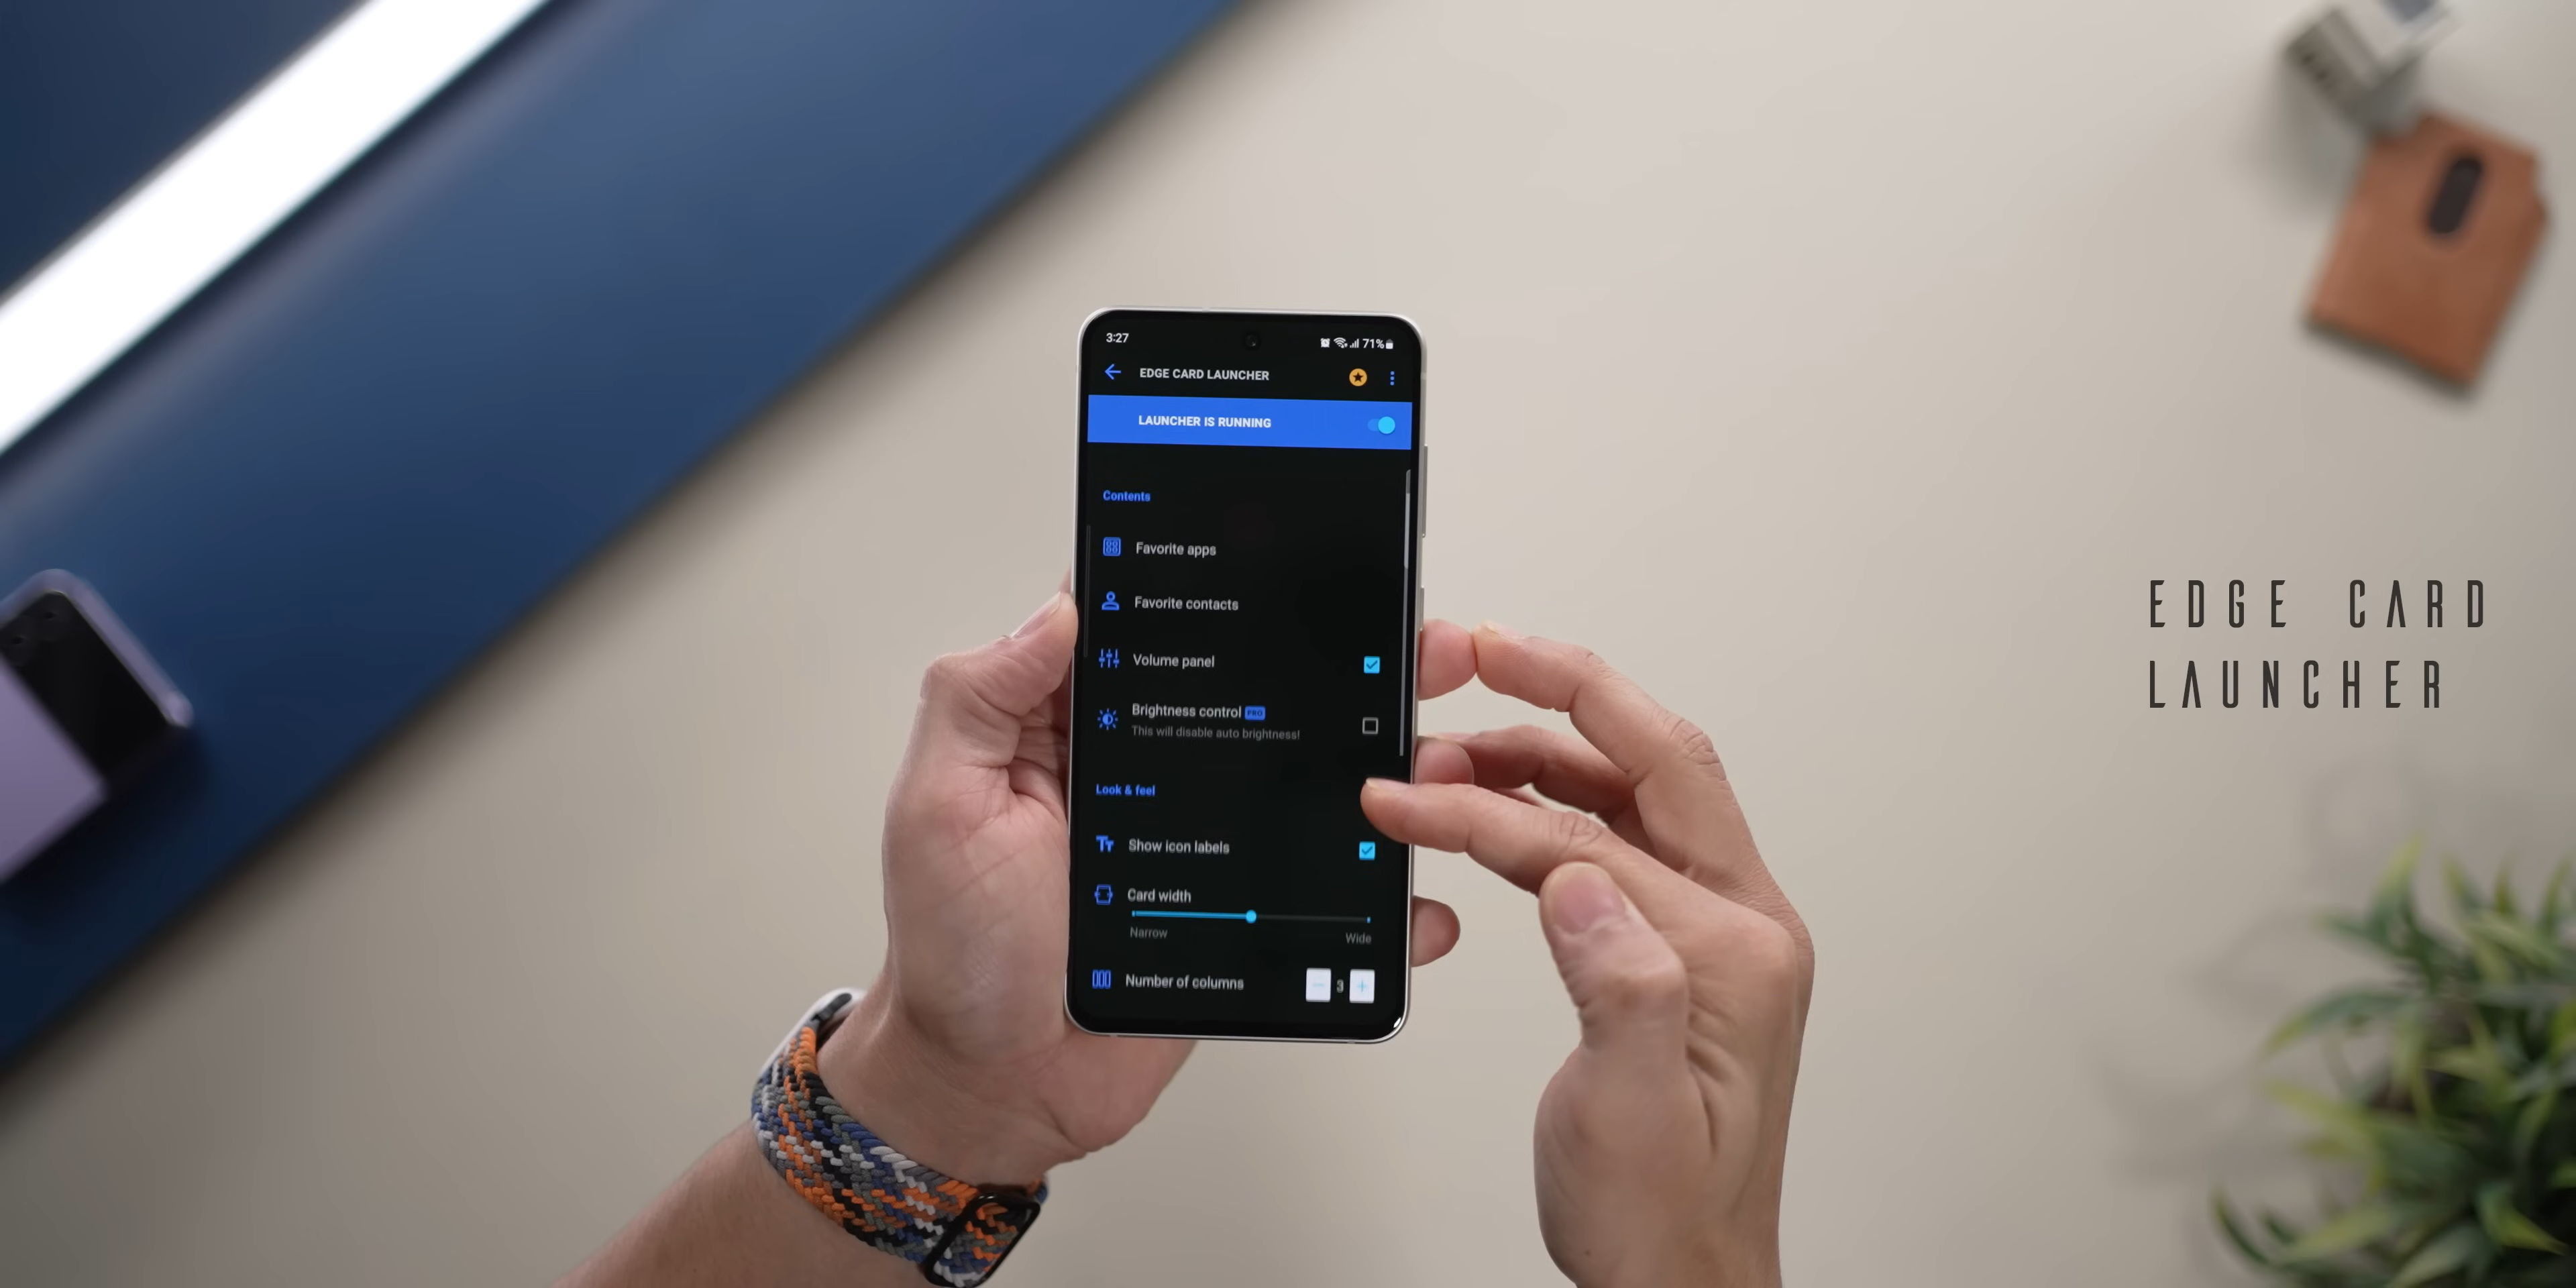 3:27
71%
EDGE CARD LAUNCHER
LAUNCHER IS RUNNING
Contents
Favorite apps
Favorite contacts
Volume panel
Brightness control PRO
This will disable auto brightness!
Look & feel
Show icon labels
Card width
Narrow
Wide
Number of columns
3
EDGE CARD
LAUNCHER